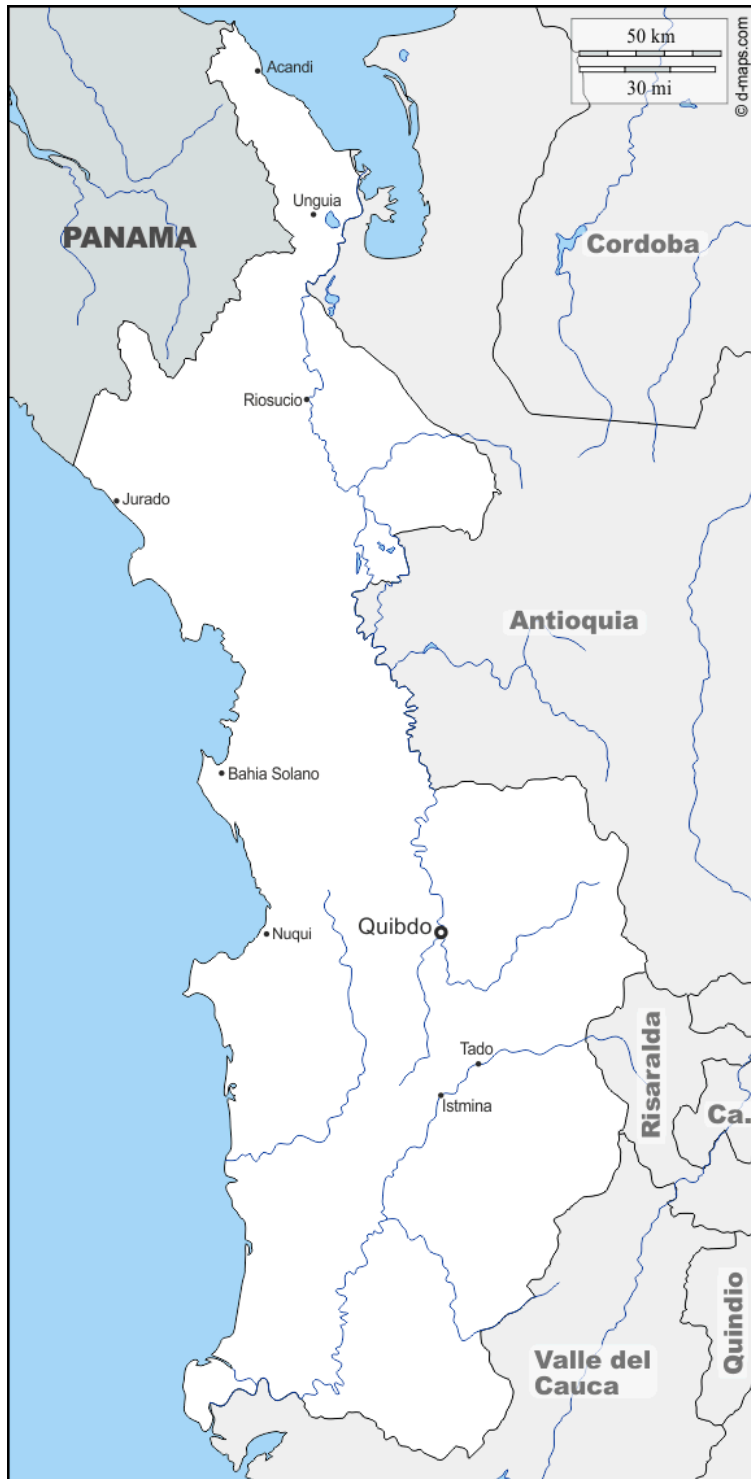 50 km
30 mi
© d-maps.com
Acandi
Unguia
PANAMA
Cordoba
Riosucio
Jurado
Antioquia
Bahia Solano
Quibdo
Nuqui
Tado
Istmina
Risaralda
Ca.
Quindio
Valle del
Cauca